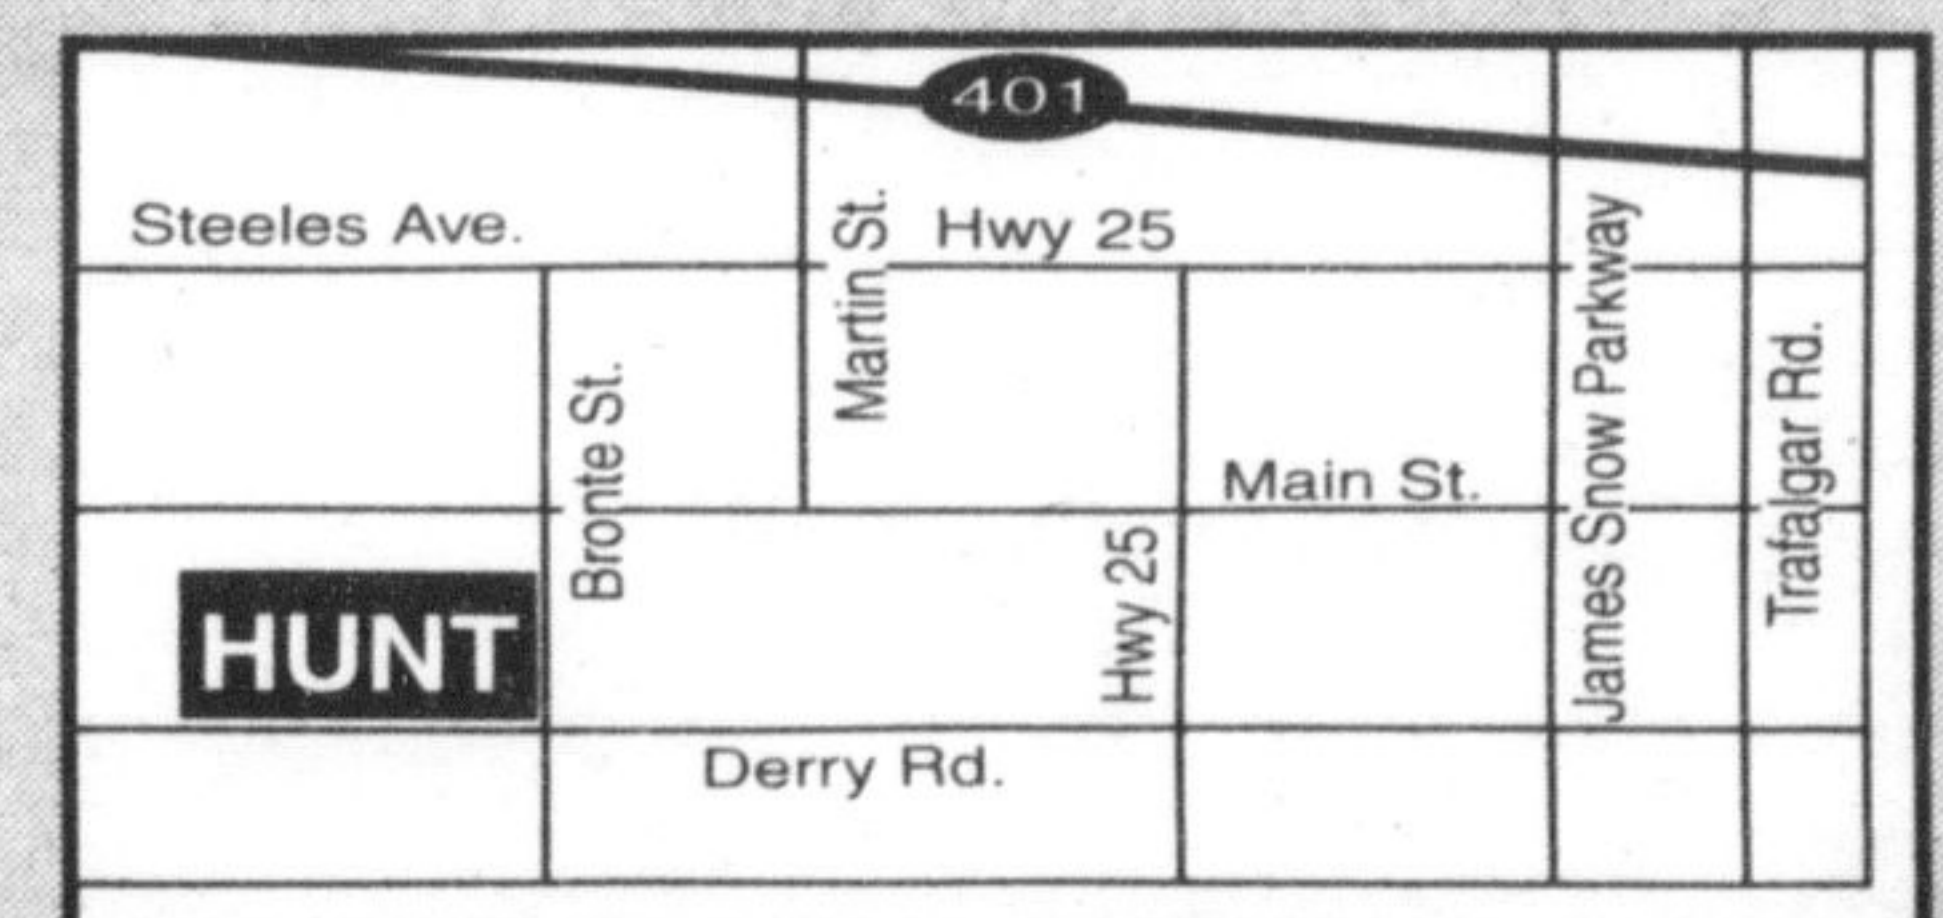 401
Steeles Ave.
Martin St.
Hwy 25
Bronte St.
Main St.
James Snow Parkway
Trafalgar Rd.
HUNT
Hwy 25
Derry Rd.